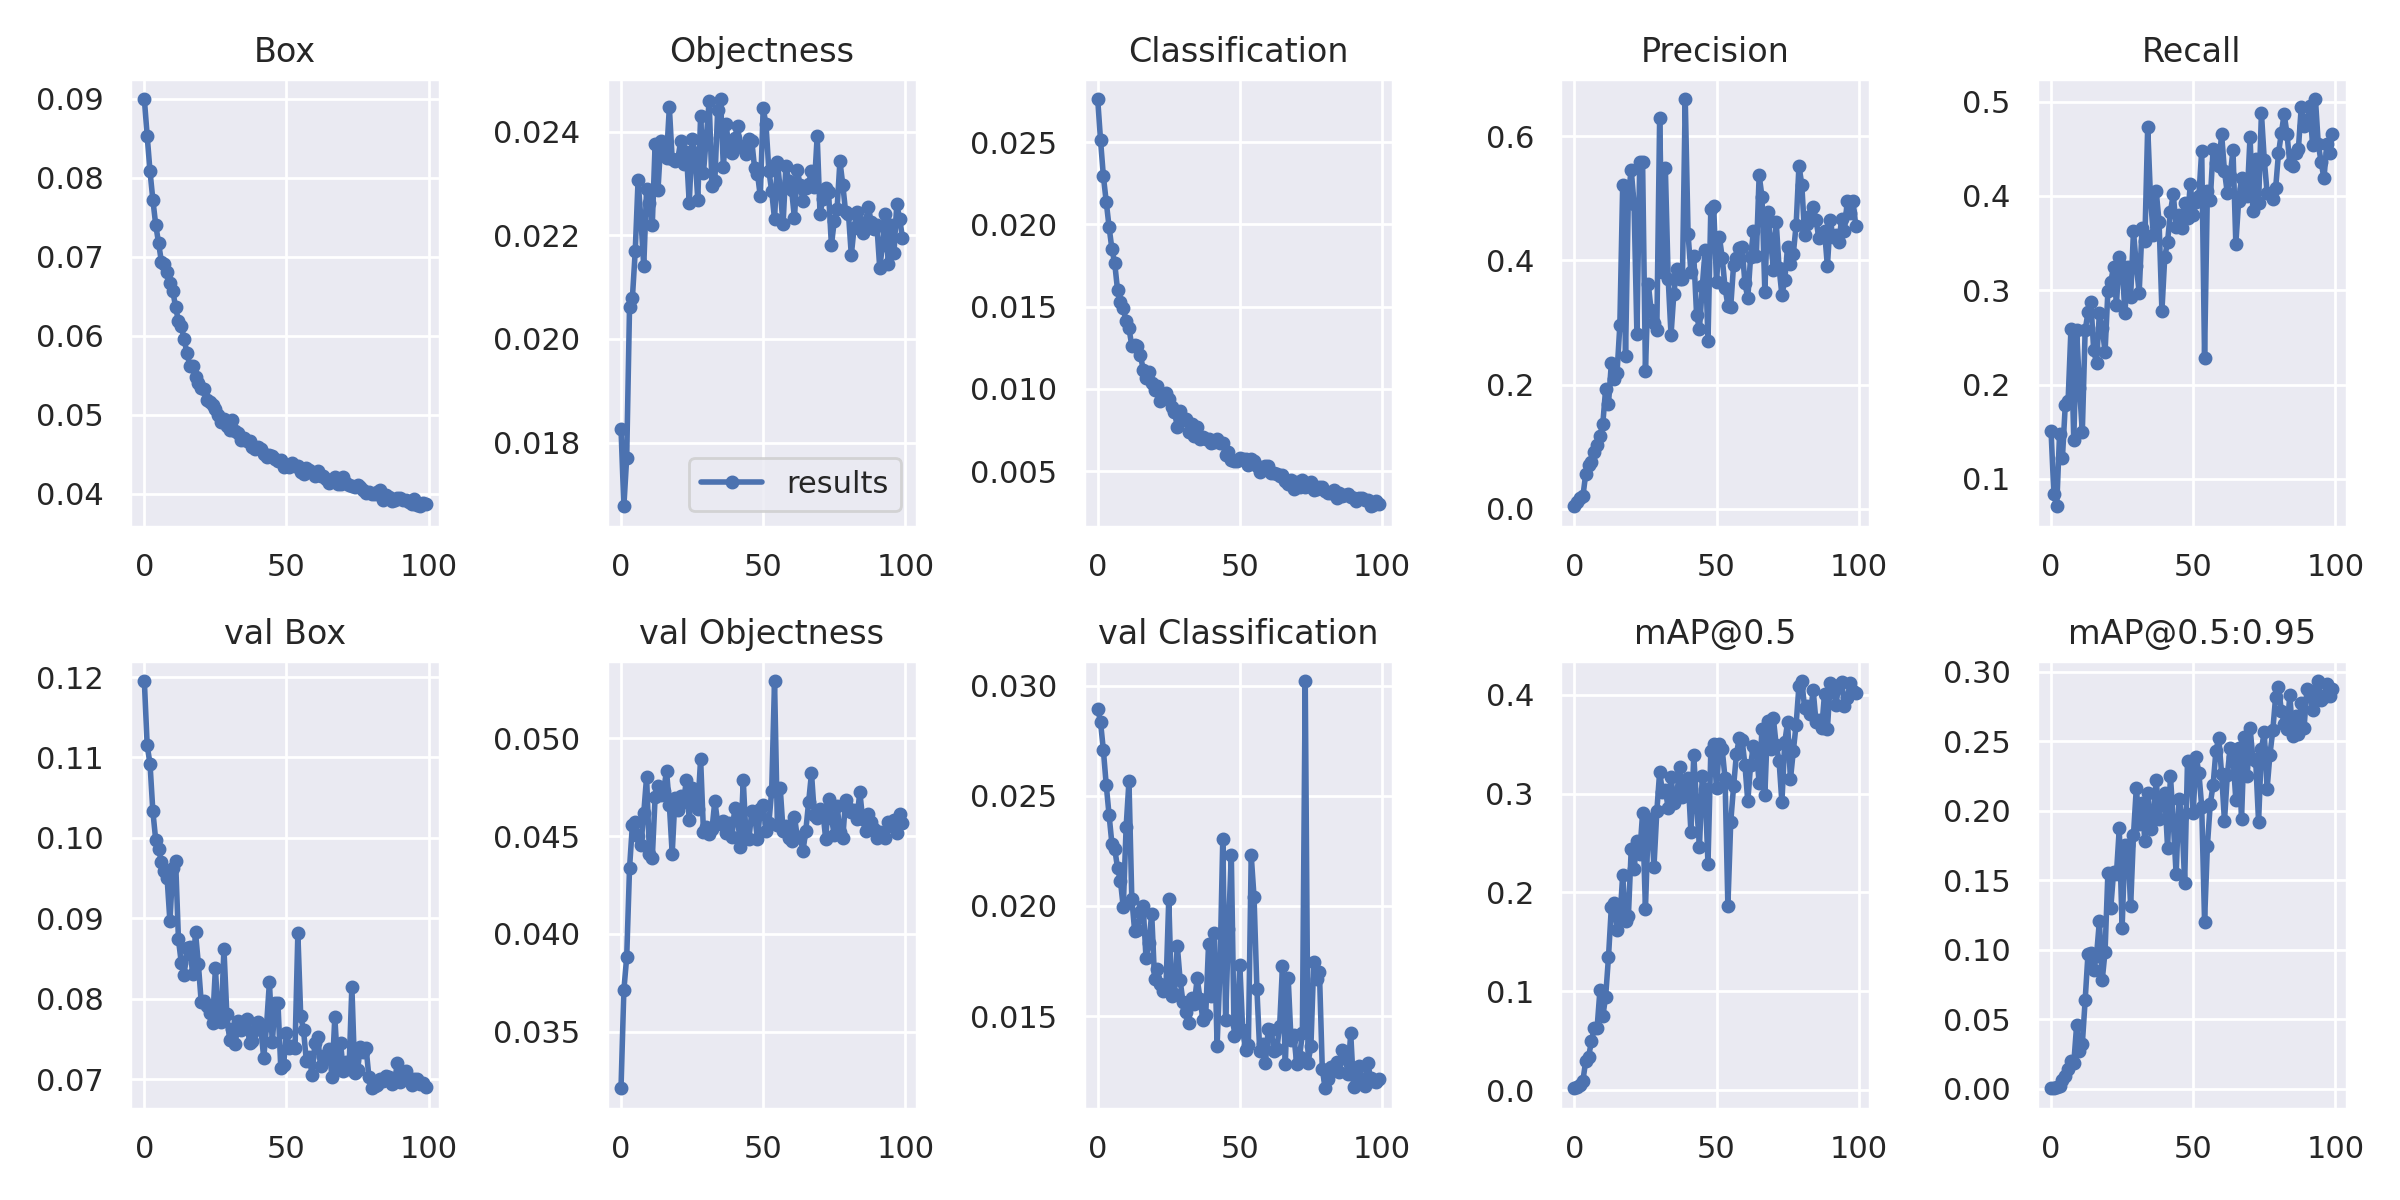 Box
0.09
0.08
0.07
0.06
0.05
0.04
0 50 100
Objectness
0.024
0.022
0.020
0.018
results
0 50 100
Classification
0.025
0.020
0.015
0.010
0.005
0 50 100
Precision
0.6
0.4
0.2
0.0
0 50 100
Recall
0.5
0.4
0.3
0.2
0.1
0 50 100
val Box
0.12
0.11
0.10
0.09
0.08
0.07
0 50 100
val Objectness
0.050
0.045
0.040
0.035
0 50 100
val Classification
0.030
0.025
0.020
0.015
0 50 100
mAP@0.5
0.4
0.3
0.2
0.1
0.0
0 50 100
mAP@0.5:0.95
0.30
0.25
0.20
0.15
0.10
0.05
0.00
0 50 100